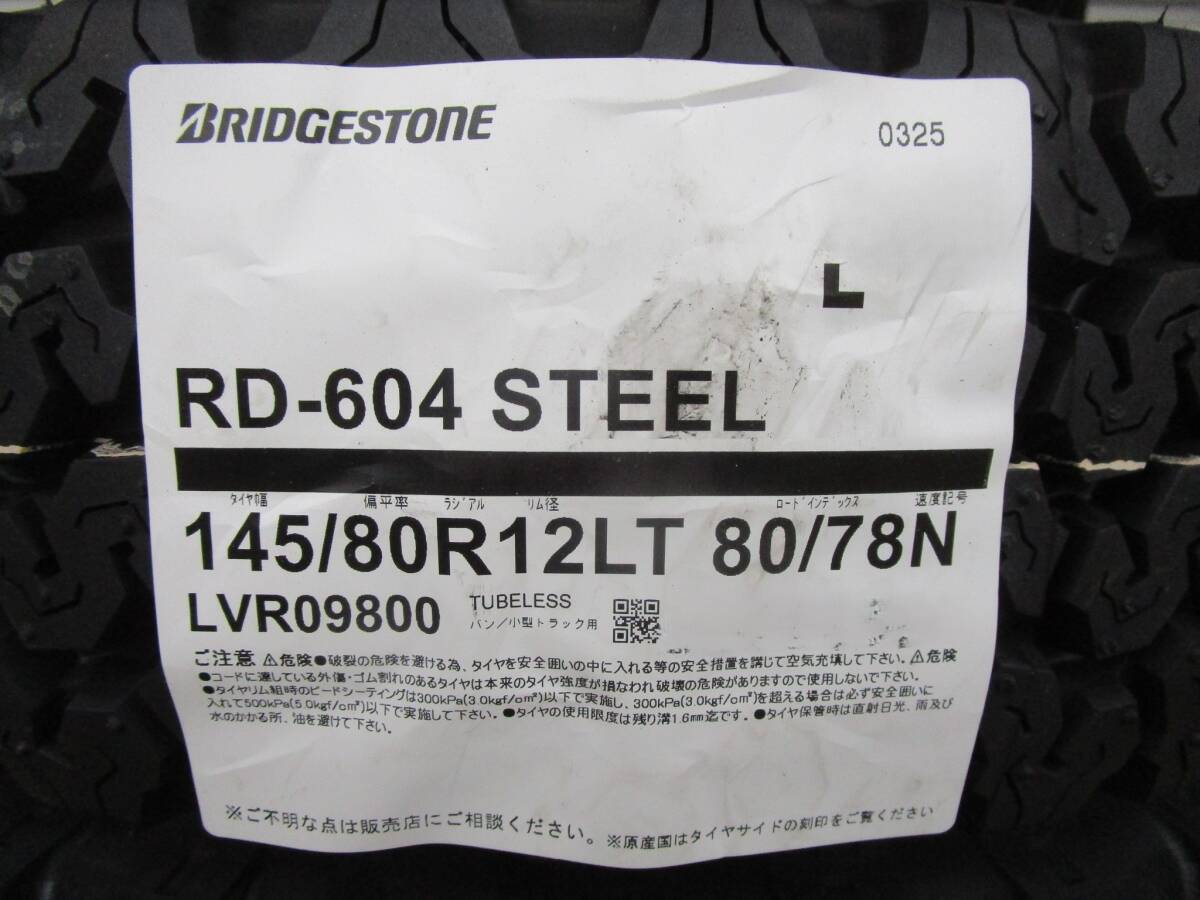 BRIDGESTONE
0325
L
RD-604 STEEL
タイヤ幅 偏平率 ラジアル リム径 ロードインデックス 速度記号
145/80R12LT 80/78N
LVR09800
TUBELESS
バン/小型トラック用
ご注意 ⚠危険●破裂の危険を避ける為、タイヤを安全囲いの中に入れる等の安全措置を講じて空気充填して下さい。⚠危険
●コードに達している外傷・ゴム割れのあるタイヤは本来のタイヤ強度が損なわれ破壊の危険がありますので使用しないで下さい。
●タイヤリム組時のビードシーティングは300kPa(3.0kgf/cm²)以下で実施し、300kPa(3.0kgf/cm²)を超える場合は必ず安全囲いに
入れて500kPa(5.0kgf/cm²)以下で実施して下さい。●タイヤの使用限度は残り溝1.6mm迄です。●タイヤ保管時は直射日光、雨及び
水のかかる所、油を避けて下さい。
※ご不明な点は販売店にご相談ください。※原産国はタイヤサイドの刻印をご覧ください